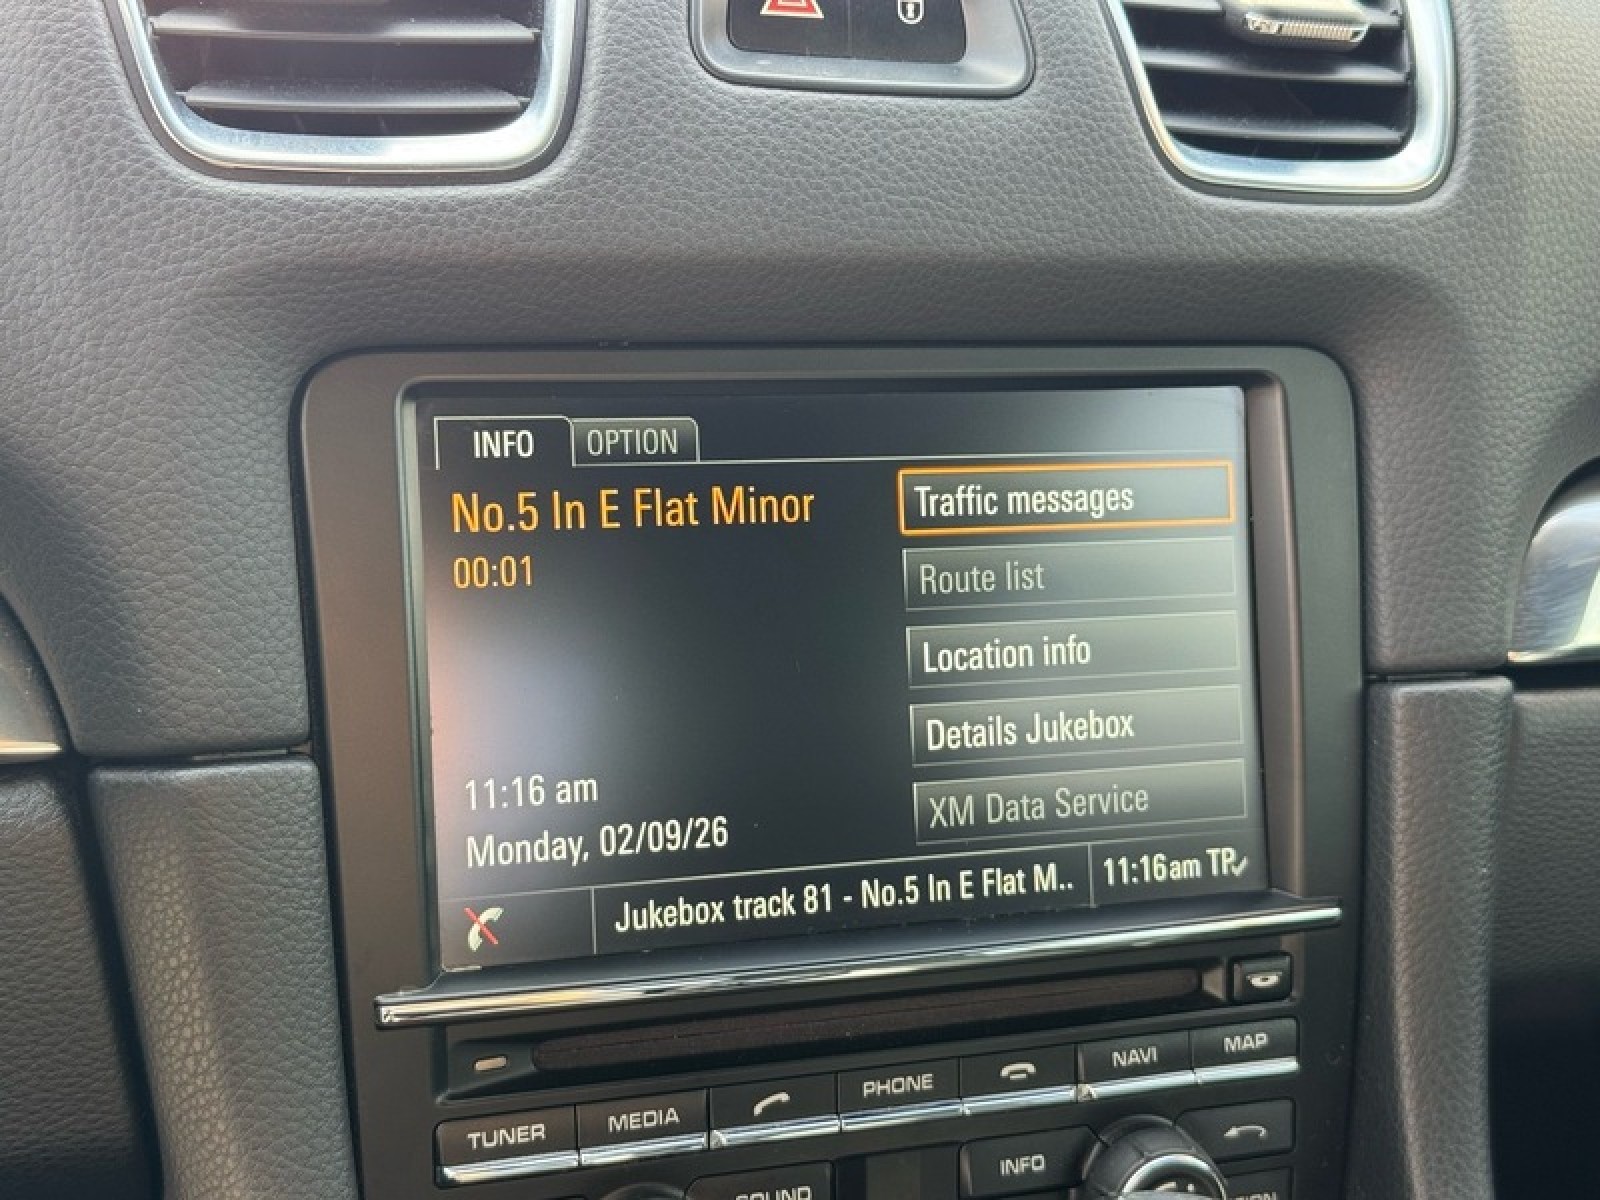 INFO OPTION
No.5 In E Flat Minor
00:01
Traffic messages
Route list
Location info
Details Jukebox
XM Data Service
11:16 am
Monday, 02/09/26
Jukebox track 81 - No.5 In E Flat M..
11:16am TP
TUNER MEDIA PHONE NAVI MAP
SOUND INFO